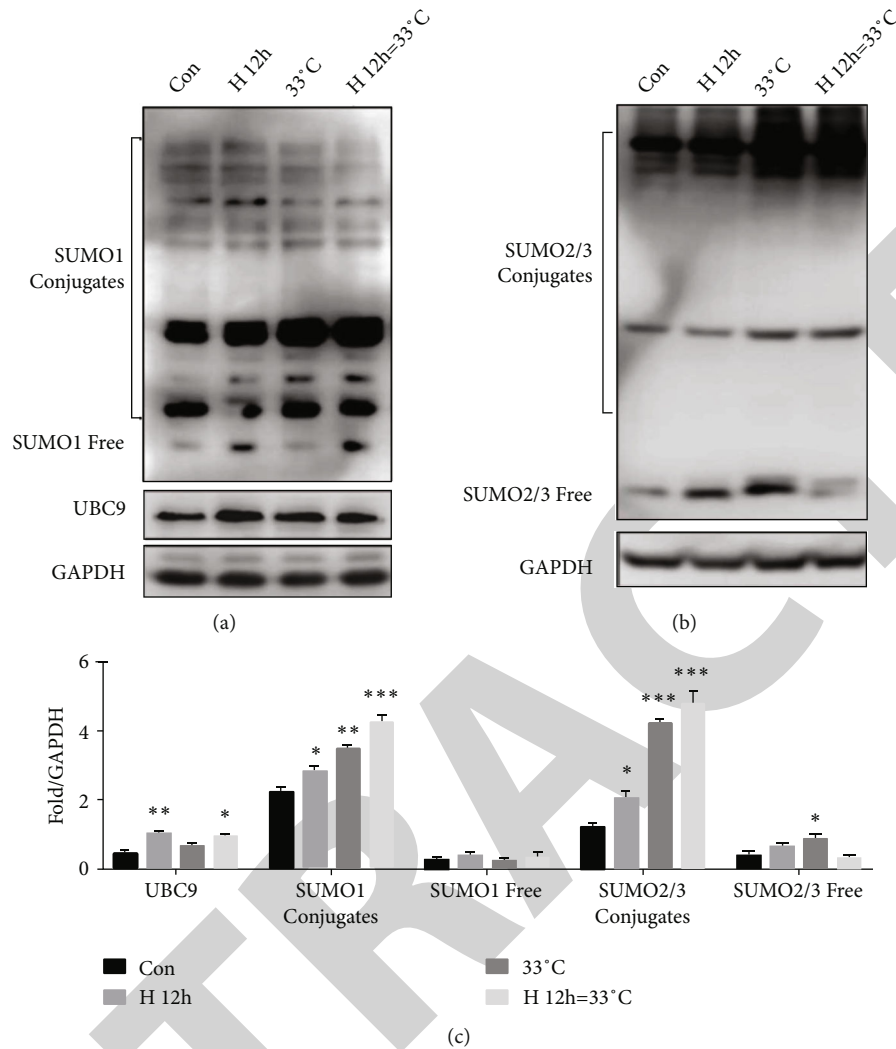 Con H 12h 33˚C H 12h=33˚C
SUMO1
Conjugates
SUMO1 Free
UBC9
GAPDH
(a)
Con H 12h 33˚C H 12h=33˚C
SUMO2/3
Conjugates
SUMO2/3 Free
GAPDH
(b)
Fold/GAPDH
6
4
2
0
** *
* ** ***
* *** ***
*
UBC9
SUMO1
Conjugates
SUMO1 Free
SUMO2/3
Conjugates
SUMO2/3 Free
Con
H 12h
33˚C
H 12h=33˚C
(c)